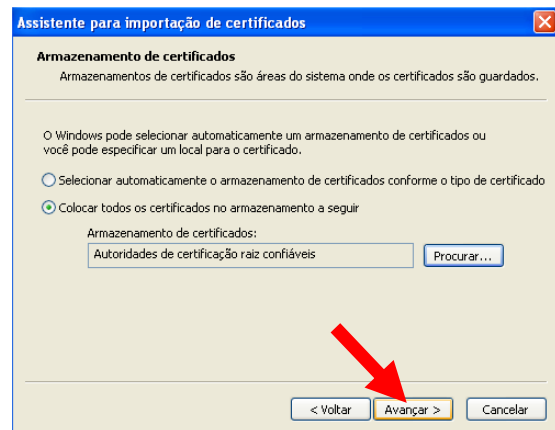 Assistente para importação de certificados
Armazenamento de certificados
Armazenamentos de certificados são áreas do sistema onde os certificados são guardados.
O Windows pode selecionar automaticamente um armazenamento de certificados ou
você pode especificar um local para o certificado.
Selecionar automaticamente o armazenamento de certificados conforme o tipo de certificado
Colocar todos os certificados no armazenamento a seguir
Armazenamento de certificados:
Autoridades de certificação raiz confiáveis Procurar...
< Voltar Avançar > Cancelar